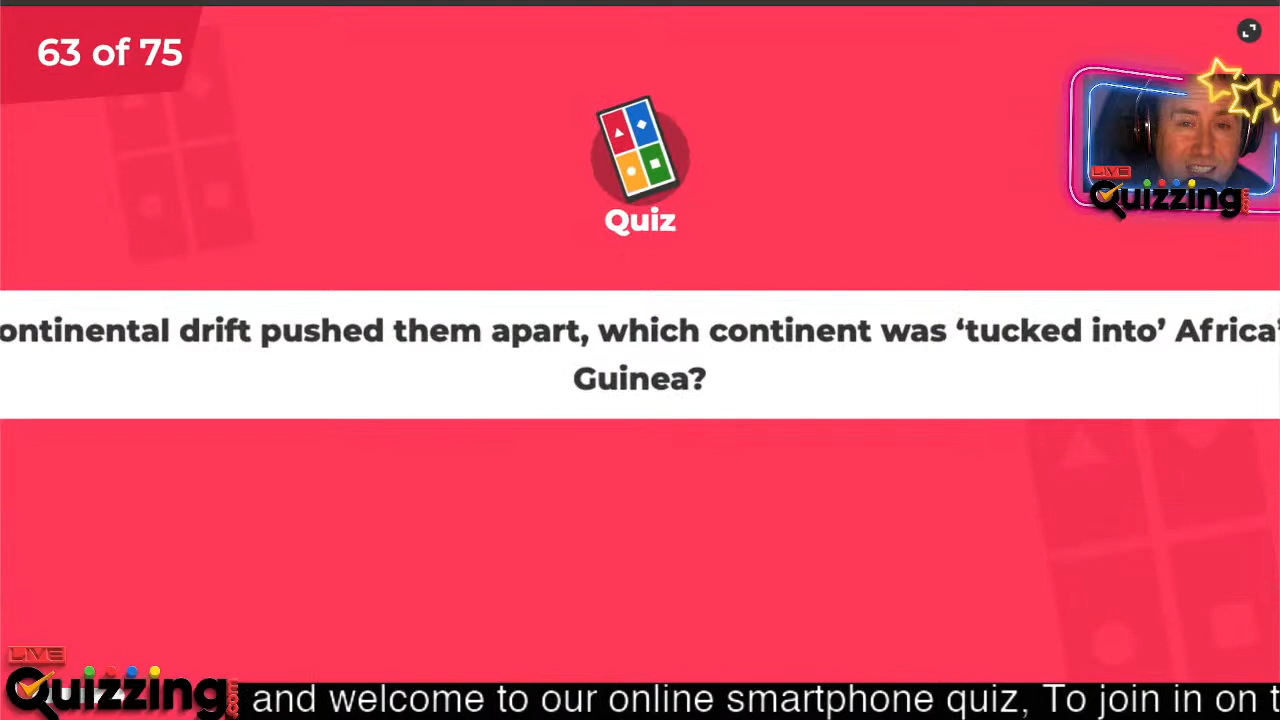 63 of 75
Quiz
LIVE
Quizzing.com
ontinental drift pushed them apart, which continent was ‘tucked into’ Africa’
Guinea?
LIVE
Quizzing.com
and welcome to our online smartphone quiz, To join in on t